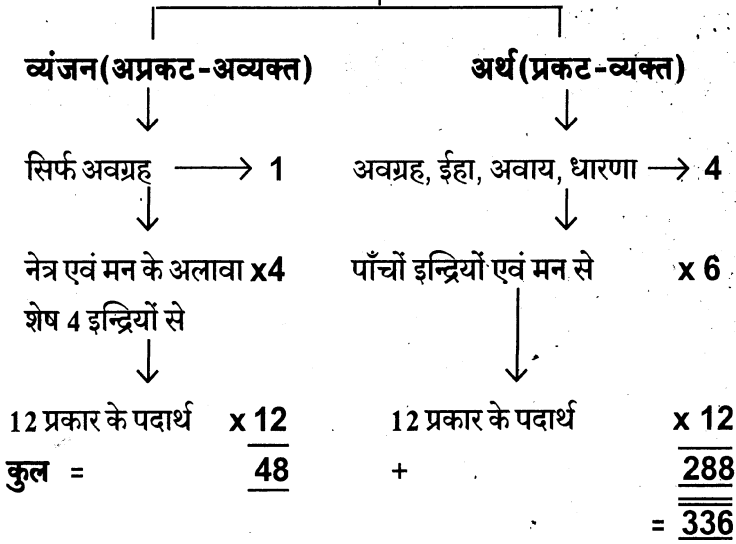 व्यंजन(अप्रकट-अव्यक्त) अर्थ(प्रकट-व्यक्त)
सिर्फ अवग्रह → 1 अवग्रह, ईहा, अवाय, धारणा → 4
नेत्र एवं मन के अलावा x4 पाँचों इन्द्रियों एवं मन से x 6
शेष 4 इन्द्रियों से
12 प्रकार के पदार्थ x 12 12 प्रकार के पदार्थ x 12
कुल = 48 + 288
= 336